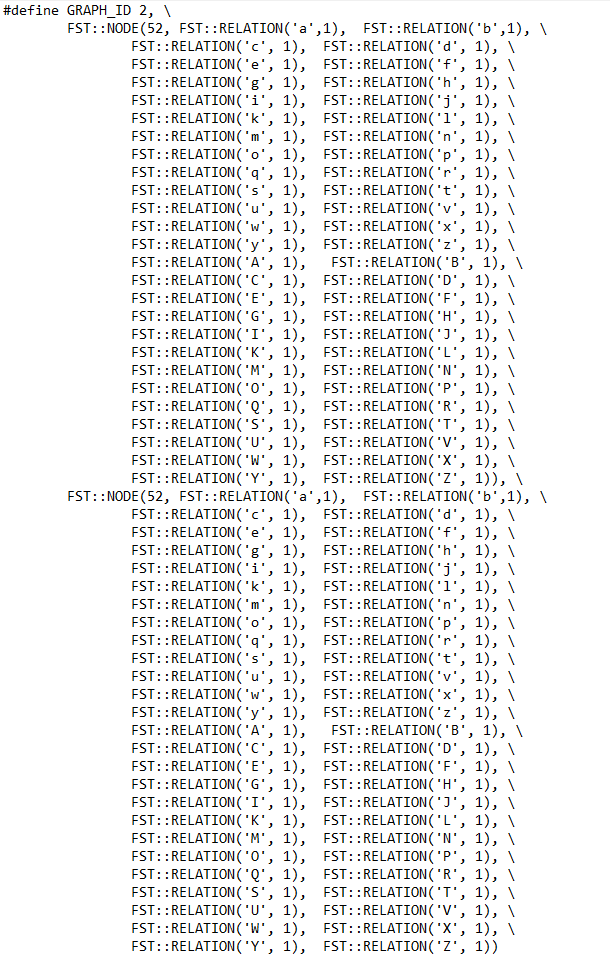 #define GRAPH_ID 2, \
FST::NODE(52, FST::RELATION('a',1),  FST::RELATION('b',1), \
FST::RELATION('c', 1),  FST::RELATION('d', 1), \
FST::RELATION('e', 1),  FST::RELATION('f', 1), \
FST::RELATION('g', 1),  FST::RELATION('h', 1), \
FST::RELATION('i', 1),  FST::RELATION('j', 1), \
FST::RELATION('k', 1),  FST::RELATION('l', 1), \
FST::RELATION('m', 1),  FST::RELATION('n', 1), \
FST::RELATION('o', 1),  FST::RELATION('p', 1), \
FST::RELATION('q', 1),  FST::RELATION('r', 1), \
FST::RELATION('s', 1),  FST::RELATION('t', 1), \
FST::RELATION('u', 1),  FST::RELATION('v', 1), \
FST::RELATION('w', 1),  FST::RELATION('x', 1), \
FST::RELATION('y', 1),  FST::RELATION('z', 1), \
FST::RELATION('A', 1),   FST::RELATION('B', 1), \
FST::RELATION('C', 1),  FST::RELATION('D', 1), \
FST::RELATION('E', 1),  FST::RELATION('F', 1), \
FST::RELATION('G', 1),  FST::RELATION('H', 1), \
FST::RELATION('I', 1),  FST::RELATION('J', 1), \
FST::RELATION('K', 1),  FST::RELATION('L', 1), \
FST::RELATION('M', 1),  FST::RELATION('N', 1), \
FST::RELATION('O', 1),  FST::RELATION('P', 1), \
FST::RELATION('Q', 1),  FST::RELATION('R', 1), \
FST::RELATION('S', 1),  FST::RELATION('T', 1), \
FST::RELATION('U', 1),  FST::RELATION('V', 1), \
FST::RELATION('W', 1),  FST::RELATION('X', 1), \
FST::RELATION('Y', 1),  FST::RELATION('Z', 1)), \
FST::NODE(52, FST::RELATION('a',1),  FST::RELATION('b',1), \
FST::RELATION('c', 1),  FST::RELATION('d', 1), \
FST::RELATION('e', 1),  FST::RELATION('f', 1), \
FST::RELATION('g', 1),  FST::RELATION('h', 1), \
FST::RELATION('i', 1),  FST::RELATION('j', 1), \
FST::RELATION('k', 1),  FST::RELATION('l', 1), \
FST::RELATION('m', 1),  FST::RELATION('n', 1), \
FST::RELATION('o', 1),  FST::RELATION('p', 1), \
FST::RELATION('q', 1),  FST::RELATION('r', 1), \
FST::RELATION('s', 1),  FST::RELATION('t', 1), \
FST::RELATION('u', 1),  FST::RELATION('v', 1), \
FST::RELATION('w', 1),  FST::RELATION('x', 1), \
FST::RELATION('y', 1),  FST::RELATION('z', 1), \
FST::RELATION('A', 1),   FST::RELATION('B', 1), \
FST::RELATION('C', 1),  FST::RELATION('D', 1), \
FST::RELATION('E', 1),  FST::RELATION('F', 1), \
FST::RELATION('G', 1),  FST::RELATION('H', 1), \
FST::RELATION('I', 1),  FST::RELATION('J', 1), \
FST::RELATION('K', 1),  FST::RELATION('L', 1), \
FST::RELATION('M', 1),  FST::RELATION('N', 1), \
FST::RELATION('O', 1),  FST::RELATION('P', 1), \
FST::RELATION('Q', 1),  FST::RELATION('R', 1), \
FST::RELATION('S', 1),  FST::RELATION('T', 1), \
FST::RELATION('U', 1),  FST::RELATION('V', 1), \
FST::RELATION('W', 1),  FST::RELATION('X', 1), \
FST::RELATION('Y', 1),  FST::RELATION('Z', 1))